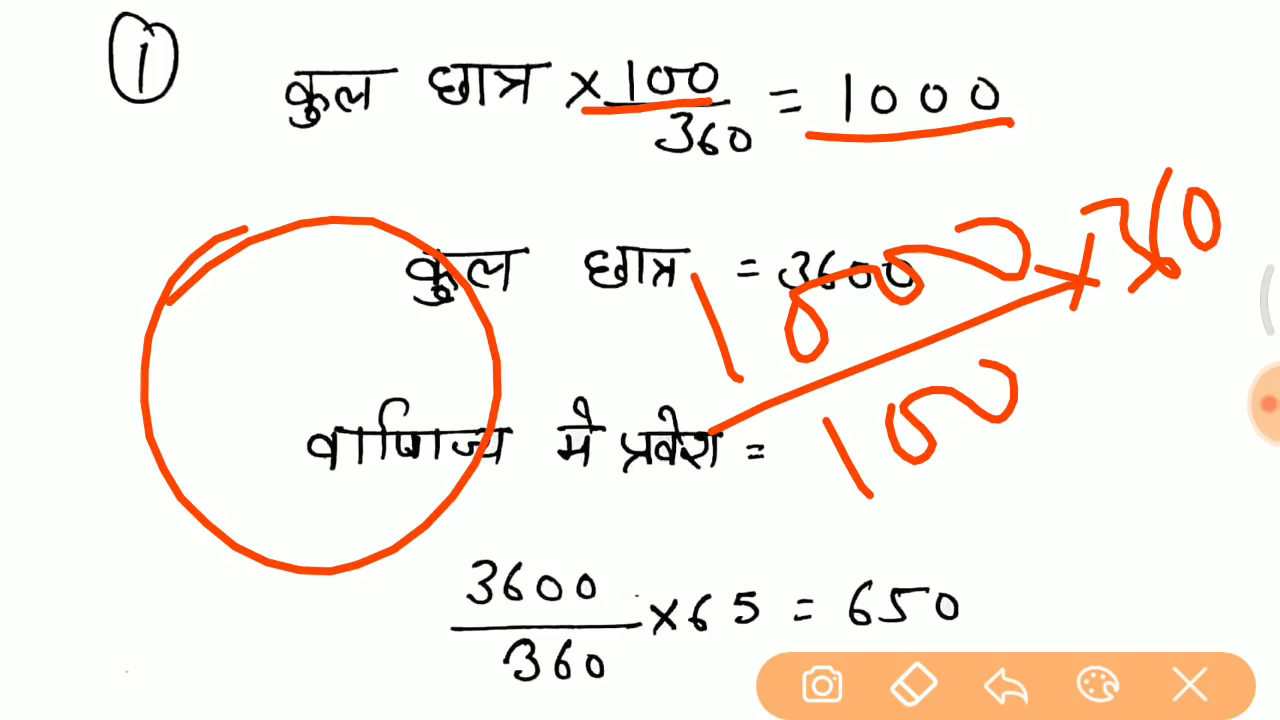 1
कुल छात्र × 100/360 = 1000
कुल छात्र = 3600
1000 × 360
100
वाणिज्य मे प्रवेश =
3600/360 × 65 = 650